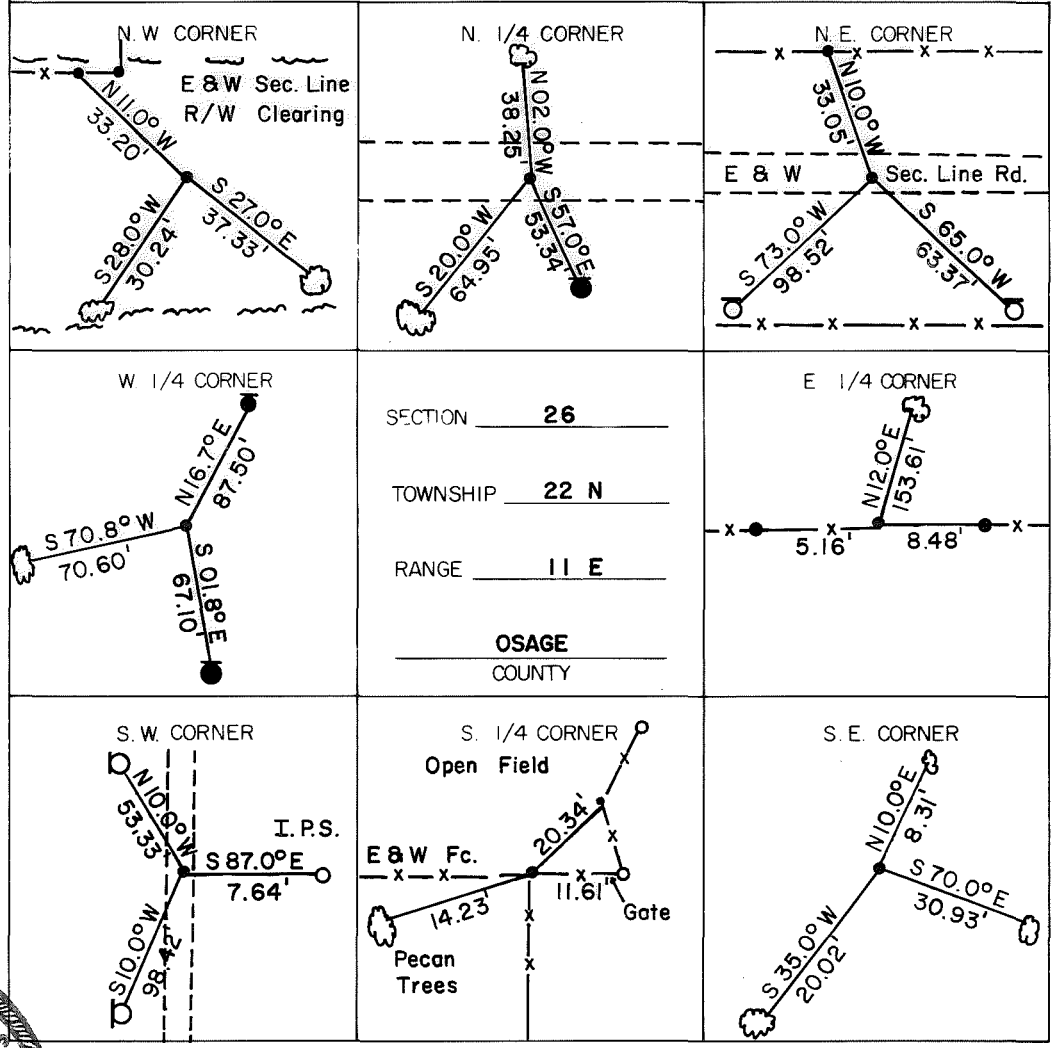 N.W CORNER
E & W Sec. Line
R/W Clearing
N 11.0° W
33.20'
S 27.0° E
37.33'
S 28.0° W
30.24'
N. 1/4 CORNER
N 02.0° W
38.25'
S 20.0° W
64.95'
S 57.0° E
53.34'
N.E. CORNER
N 10.0° W
33.05'
E & W Sec. Line Rd.
S 73.0° W
98.52'
S 65.0° W
63.37'
W. 1/4 CORNER
N 16.7° E
87.50'
S 70.8° W
70.60'
S 01.8° E
67.10'
SECTION 26
TOWNSHIP 22 N
RANGE 11 E
OSAGE
COUNTY
E. 1/4 CORNER
N 12.0° E
153.61'
5.16'
8.48'
S.W. CORNER
N 10.0° W
53.33'
I.P.S.
S 87.0° E
7.64'
S 10.0° W
98.42'
S. 1/4 CORNER
Open Field
20.34'
E & W Fc.
11.61'
14.23'
Gate
Pecan
Trees
S.E. CORNER
N 10.0° E
8.31'
S 70.0° E
30.93'
S 35.0° W
20.02'